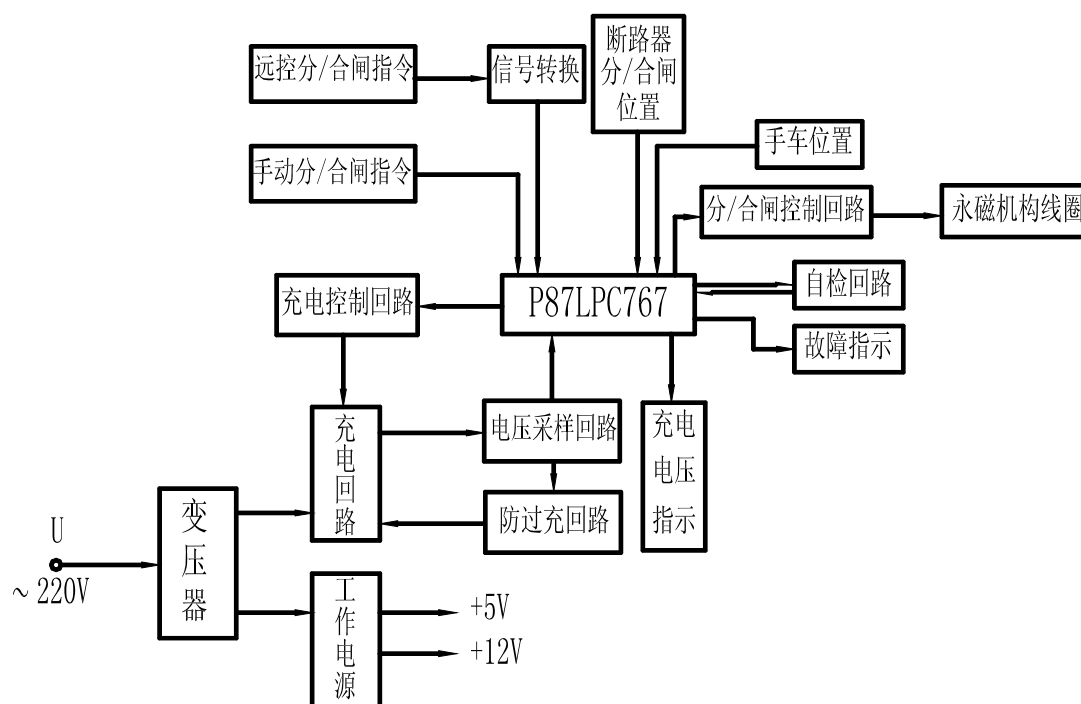 远控分/合闸指令
信号转换
断路器
分/合闸
位置
手车位置
手动分/合闸指令
分/合闸控制回路
永磁机构线圈
充电控制回路
P87LPC767
自检回路
故障指示
充
电
回
路
电压采样回路
充
电
电
压
指
示
防过充回路
变
压
器
U
~220V
工
作
电
源
+5V
+12V